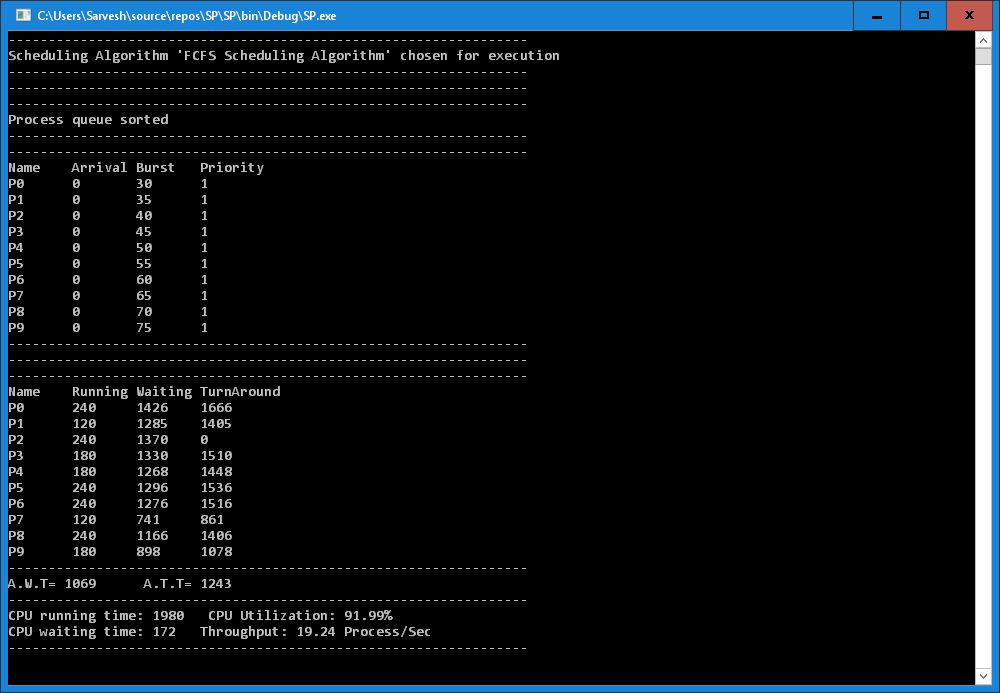 C:\Users\Sarvesh\source\repos\SP\SP\bin\Debug\SP.exe
-----------------------------------------------------------------
Scheduling Algorithm 'FCFS Scheduling Algorithm' chosen for execution
-----------------------------------------------------------------
-----------------------------------------------------------------
-----------------------------------------------------------------
Process queue sorted
-----------------------------------------------------------------
-----------------------------------------------------------------
Name    Arrival Burst   Priority
P0      0       30      1
P1      0       35      1
P2      0       40      1
P3      0       45      1
P4      0       50      1
P5      0       55      1
P6      0       60      1
P7      0       65      1
P8      0       70      1
P9      0       75      1
-----------------------------------------------------------------
-----------------------------------------------------------------
-----------------------------------------------------------------
Name    Running Waiting TurnAround
P0      240     1426    1666
P1      120     1285    1405
P2      240     1370    0
P3      180     1330    1510
P4      180     1268    1448
P5      240     1296    1536
P6      240     1276    1516
P7      120     741     861
P8      240     1166    1406
P9      180     898     1078
-----------------------------------------------------------------
A.W.T= 1069      A.T.T= 1243
-----------------------------------------------------------------
CPU running time: 1980   CPU Utilization: 91.99%
CPU waiting time: 172   Throughput: 19.24 Process/Sec
-----------------------------------------------------------------